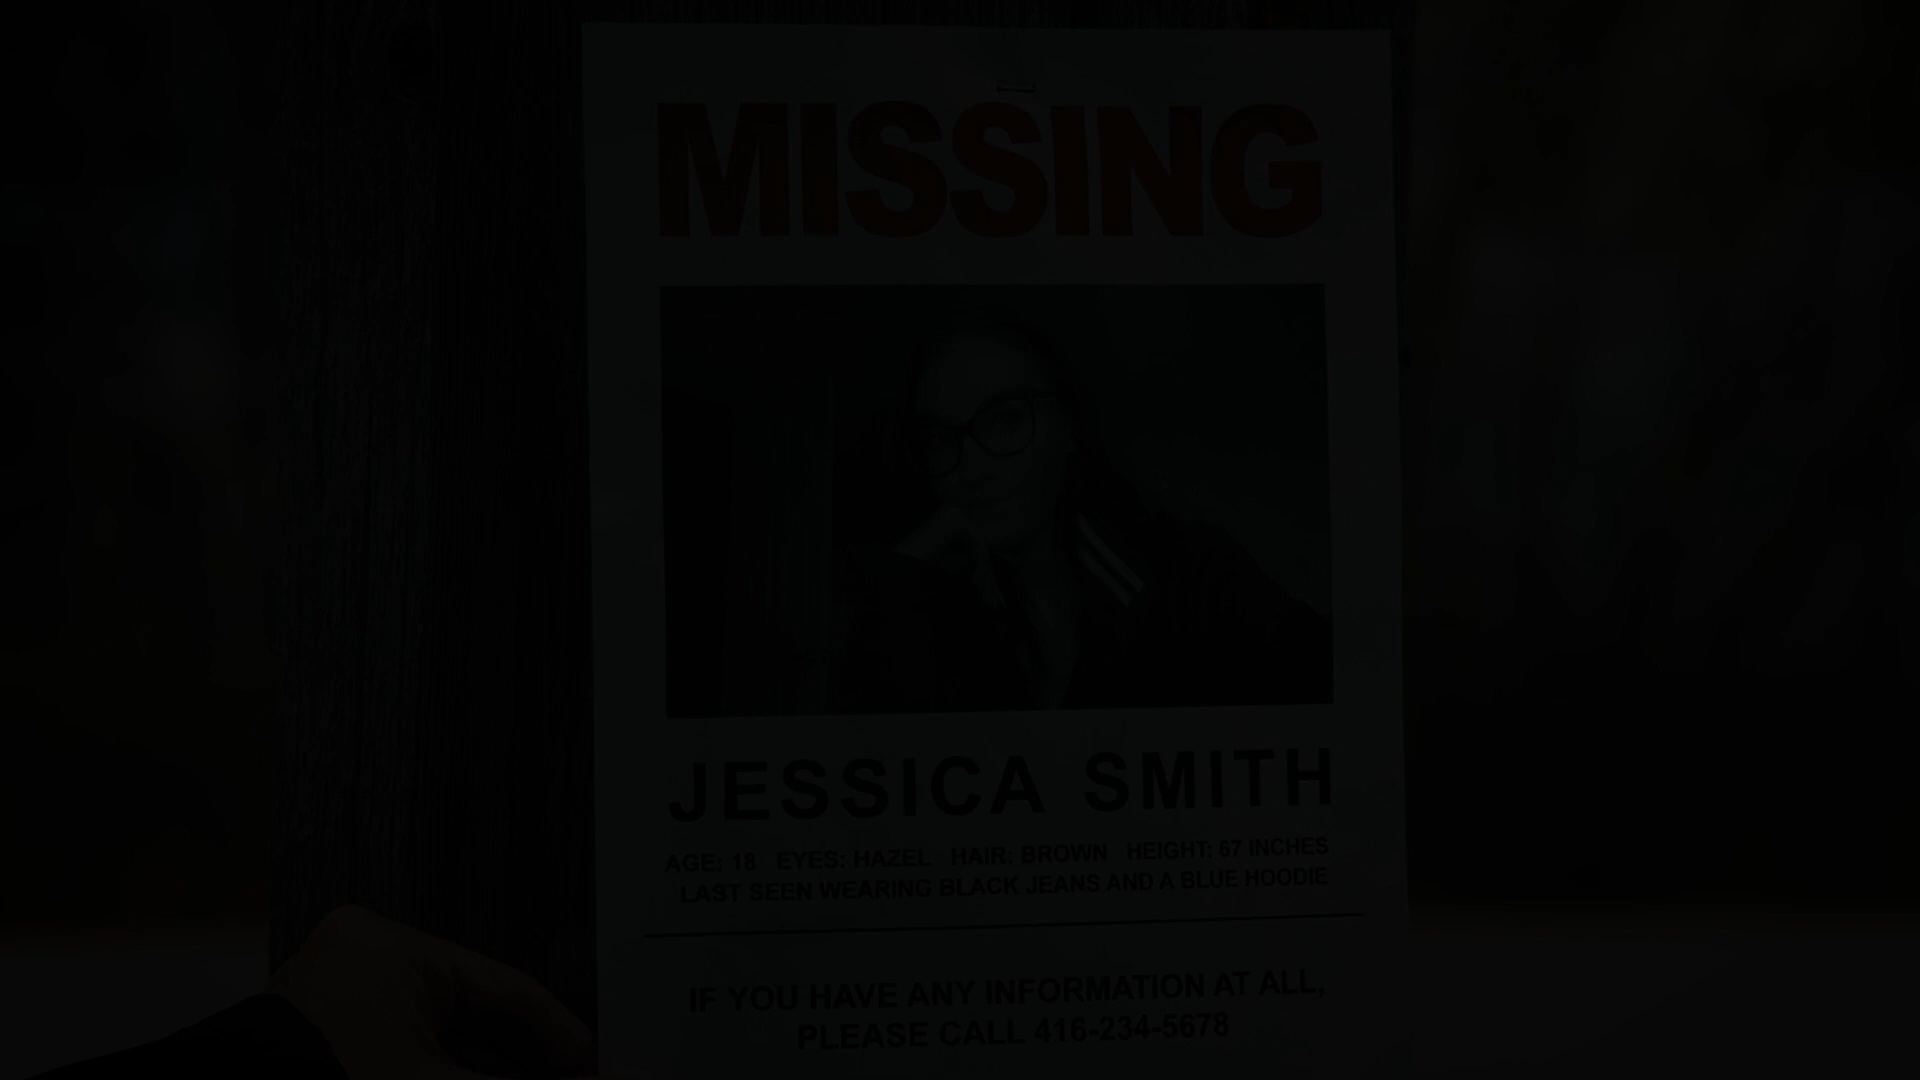 MISSING
JESSICA SMITH
AGE: 18 EYES: HAZEL HAIR: BROWN HEIGHT: 67 INCHES
LAST SEEN WEARING BLACK JEANS AND A BLUE HOODIE
IF YOU HAVE ANY INFORMATION AT ALL,
PLEASE CALL 416-234-5678